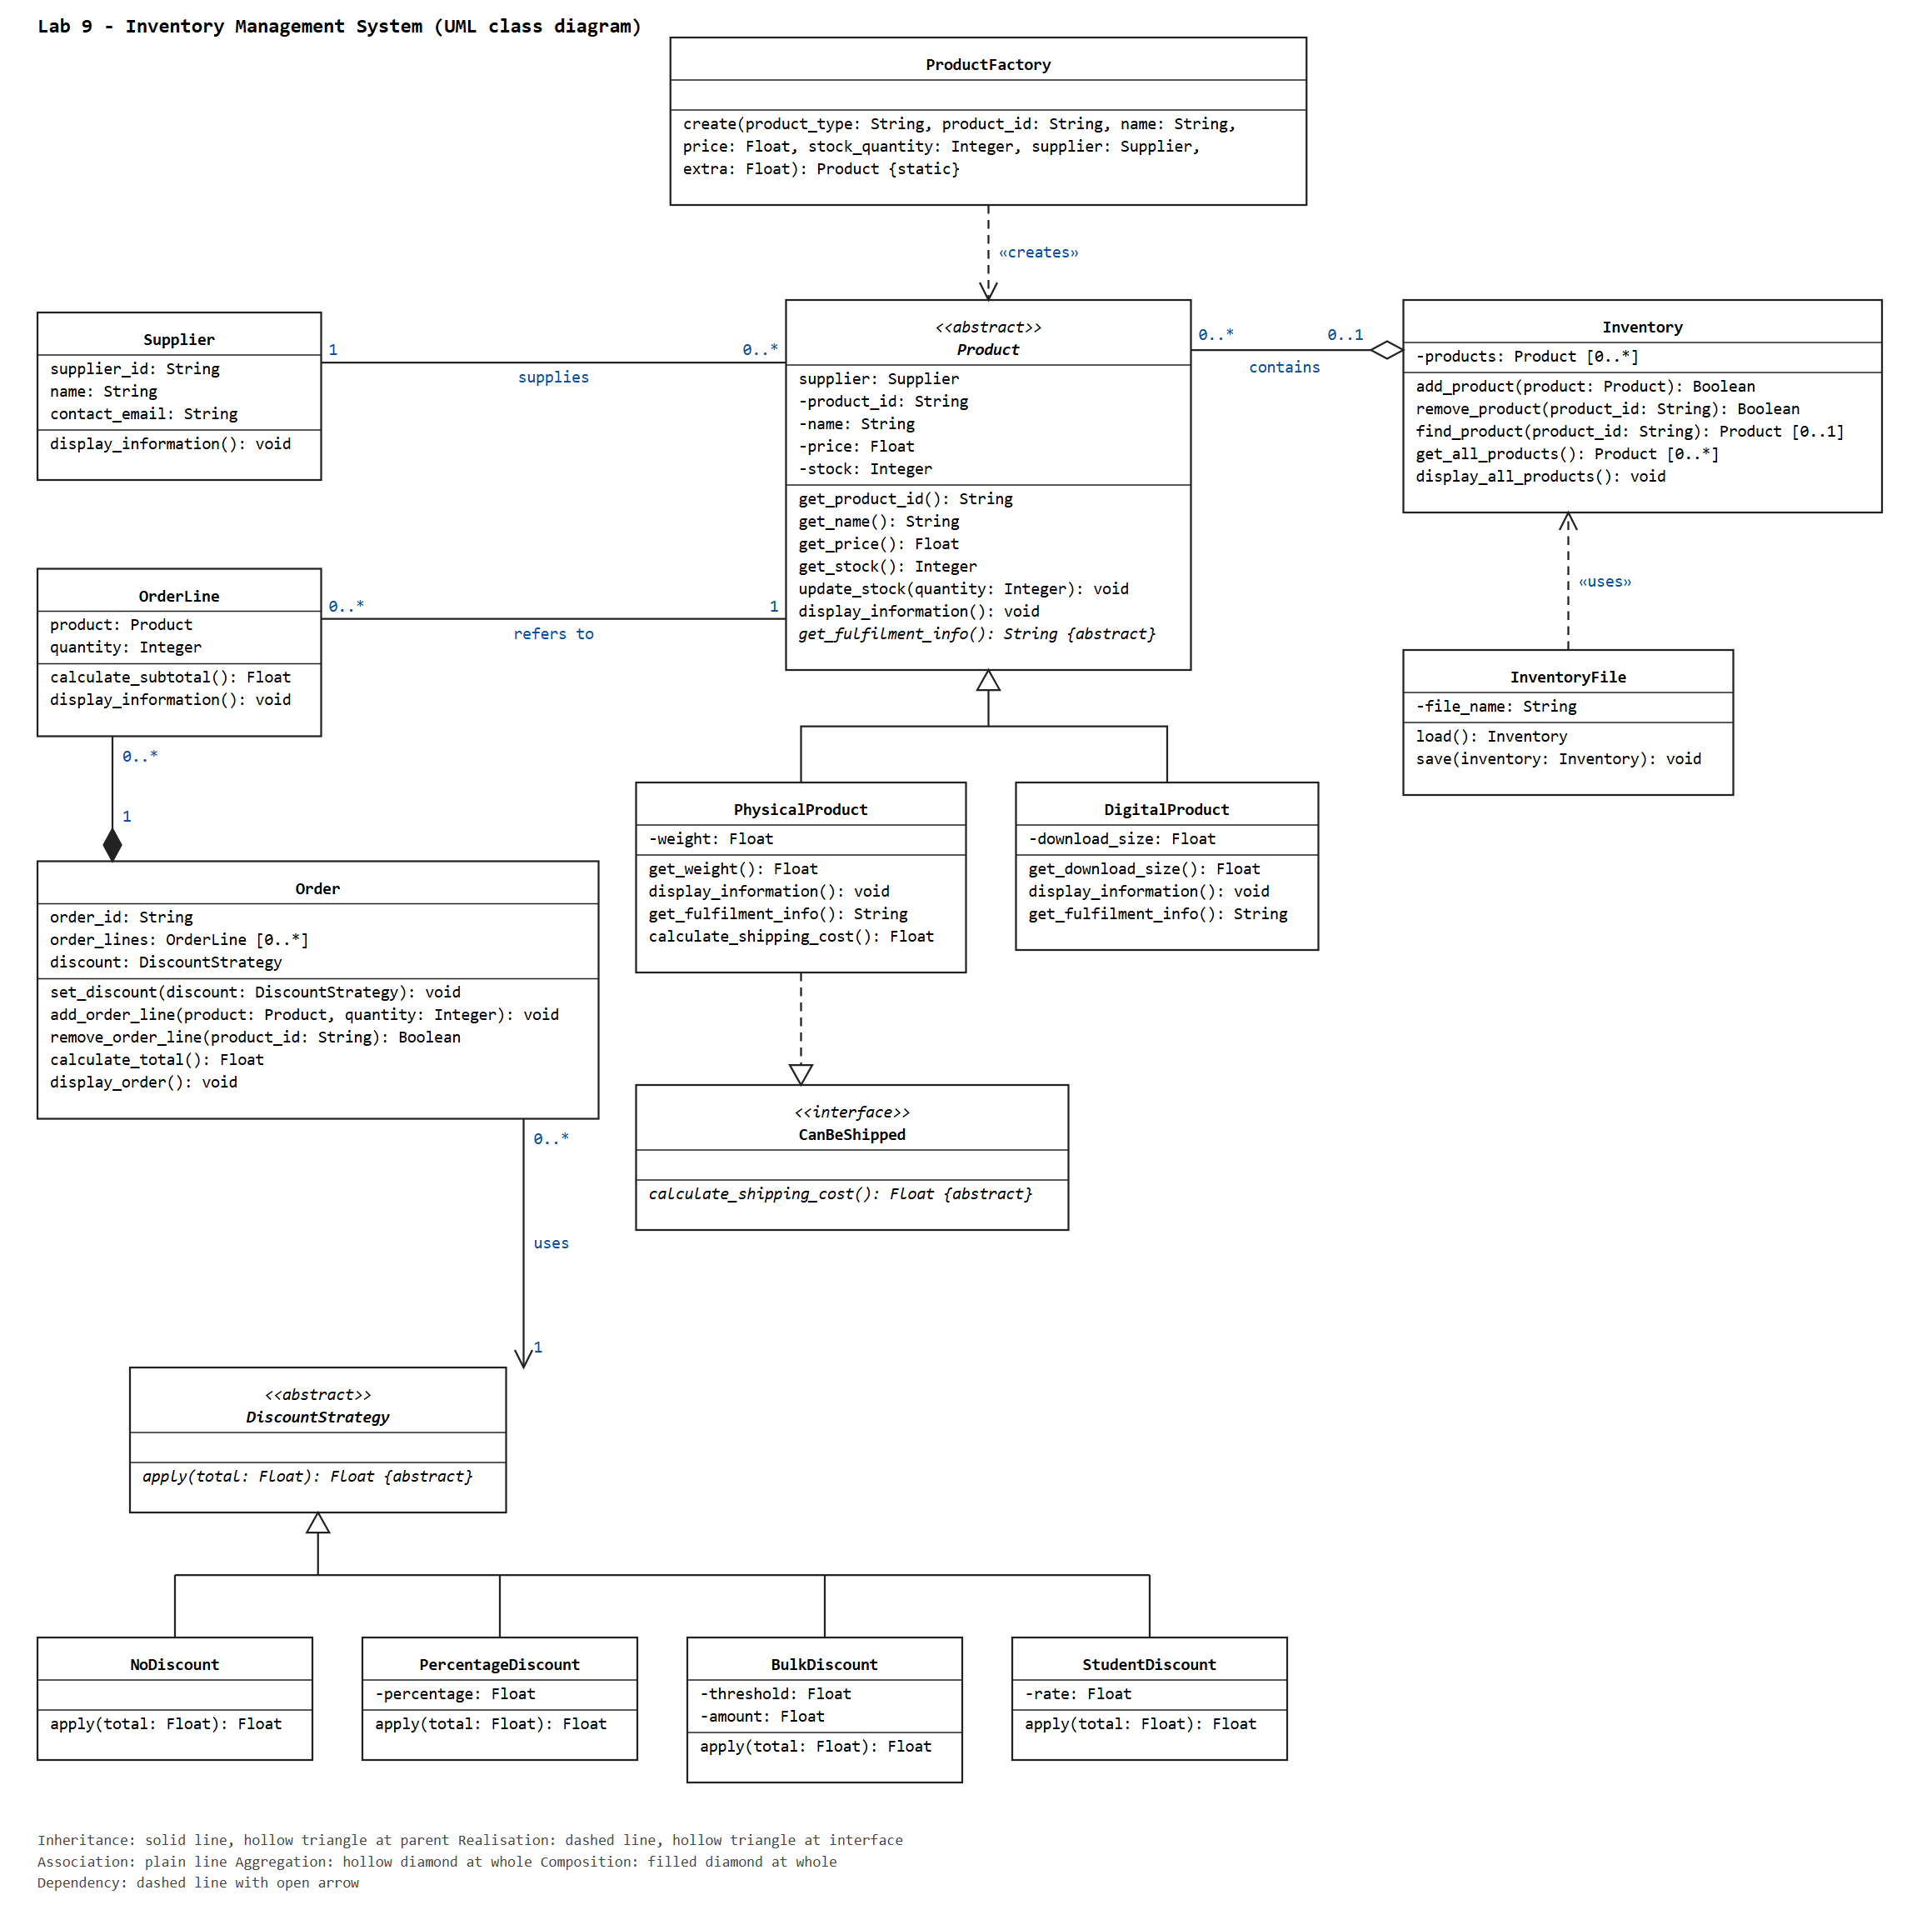 Lab 9 - Inventory Management System (UML class diagram)
ProductFactory
create(product_type: String, product_id: String, name: String,
price: Float, stock_quantity: Integer, supplier: Supplier,
extra: Float): Product {static}
«creates»
Supplier
supplier_id: String
name: String
contact_email: String
display_information(): void
1
0..*
supplies
<<abstract>>
Product
supplier: Supplier
-product_id: String
-name: String
-price: Float
-stock: Integer
get_product_id(): String
get_name(): String
get_price(): Float
get_stock(): Integer
update_stock(quantity: Integer): void
display_information(): void
get_fulfilment_info(): String {abstract}
0..*
0..1
contains
Inventory
-products: Product [0..*]
add_product(product: Product): Boolean
remove_product(product_id: String): Boolean
find_product(product_id: String): Product [0..1]
get_all_products(): Product [0..*]
display_all_products(): void
«uses»
OrderLine
product: Product
quantity: Integer
calculate_subtotal(): Float
display_information(): void
0..*
1
refers to
InventoryFile
-file_name: String
load(): Inventory
save(inventory: Inventory): void
0..*
1
PhysicalProduct
-weight: Float
get_weight(): Float
display_information(): void
get_fulfilment_info(): String
calculate_shipping_cost(): Float
DigitalProduct
-download_size: Float
get_download_size(): Float
display_information(): void
get_fulfilment_info(): String
Order
order_id: String
order_lines: OrderLine [0..*]
discount: DiscountStrategy
set_discount(discount: DiscountStrategy): void
add_order_line(product: Product, quantity: Integer): void
remove_order_line(product_id: String): Boolean
calculate_total(): Float
display_order(): void
<<interface>>
CanBeShipped
calculate_shipping_cost(): Float {abstract}
0..*
uses
1
<<abstract>>
DiscountStrategy
apply(total: Float): Float {abstract}
NoDiscount
apply(total: Float): Float
PercentageDiscount
-percentage: Float
apply(total: Float): Float
BulkDiscount
-threshold: Float
-amount: Float
apply(total: Float): Float
StudentDiscount
-rate: Float
apply(total: Float): Float
Inheritance: solid line, hollow triangle at parent Realisation: dashed line, hollow triangle at interface
Association: plain line Aggregation: hollow diamond at whole Composition: filled diamond at whole
Dependency: dashed line with open arrow